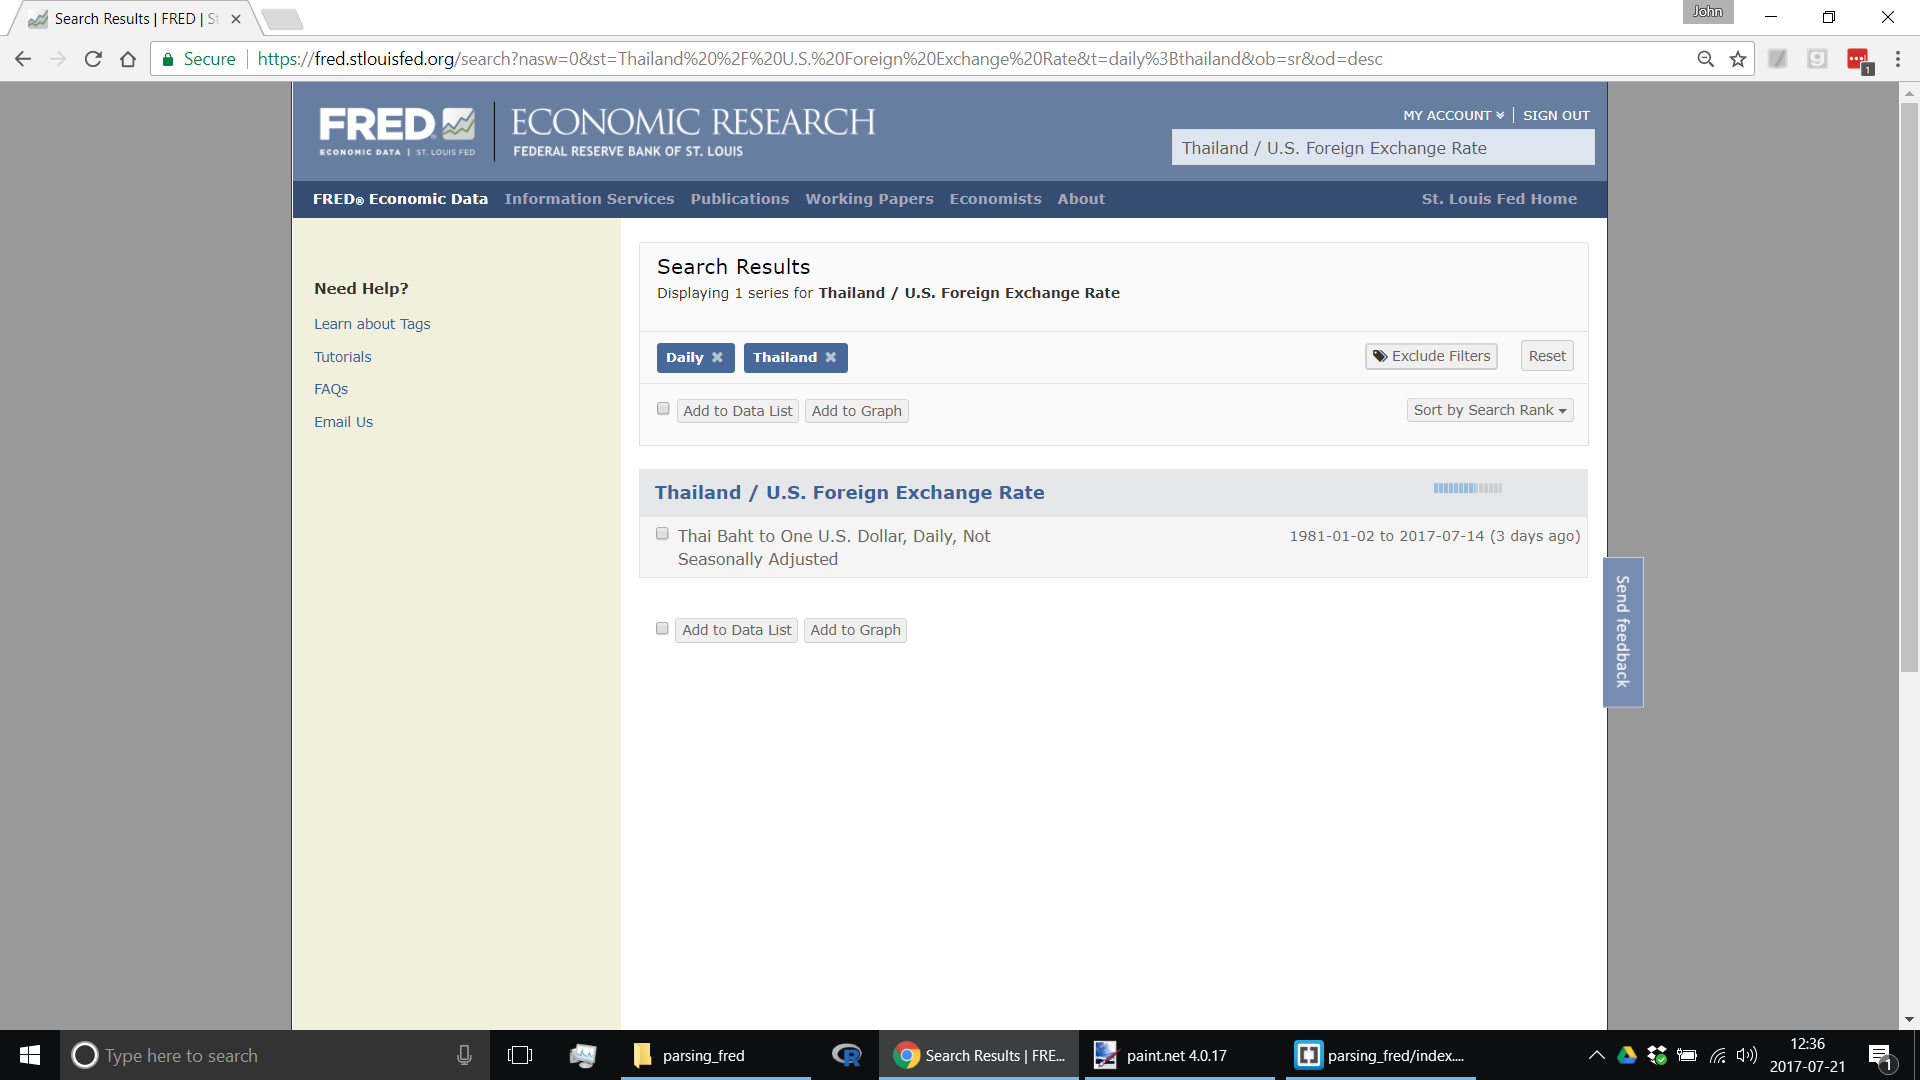 Search Results | FRED | St
John
Secure
https://fred.stlouisfed.org/search?nasw=0&st=Thailand%20%2F%20U.S.%20Foreign%20Exchange%20Rate&t=daily%3Bthailand&ob=sr&od=desc
1
FRED
ECONOMIC DATA | ST. LOUIS FED
ECONOMIC RESEARCH
FEDERAL RESERVE BANK OF ST. LOUIS
MY ACCOUNT | SIGN OUT
Thailand / U.S. Foreign Exchange Rate
FRED® Economic Data Information Services Publications Working Papers Economists About St. Louis Fed Home
Need Help?
Learn about Tags
Tutorials
FAQs
Email Us
Search Results
Displaying 1 series for Thailand / U.S. Foreign Exchange Rate
Daily ✖ Thailand ✖ Exclude Filters Reset
Add to Data List Add to Graph Sort by Search Rank
Thailand / U.S. Foreign Exchange Rate
Thai Baht to One U.S. Dollar, Daily, Not
Seasonally Adjusted
1981-01-02 to 2017-07-14 (3 days ago)
Add to Data List Add to Graph
Send feedback
Type here to search
parsing_fred
R
Search Results | FRE...
paint.net 4.0.17
parsing_fred/index....
12:36
2017-07-21
1